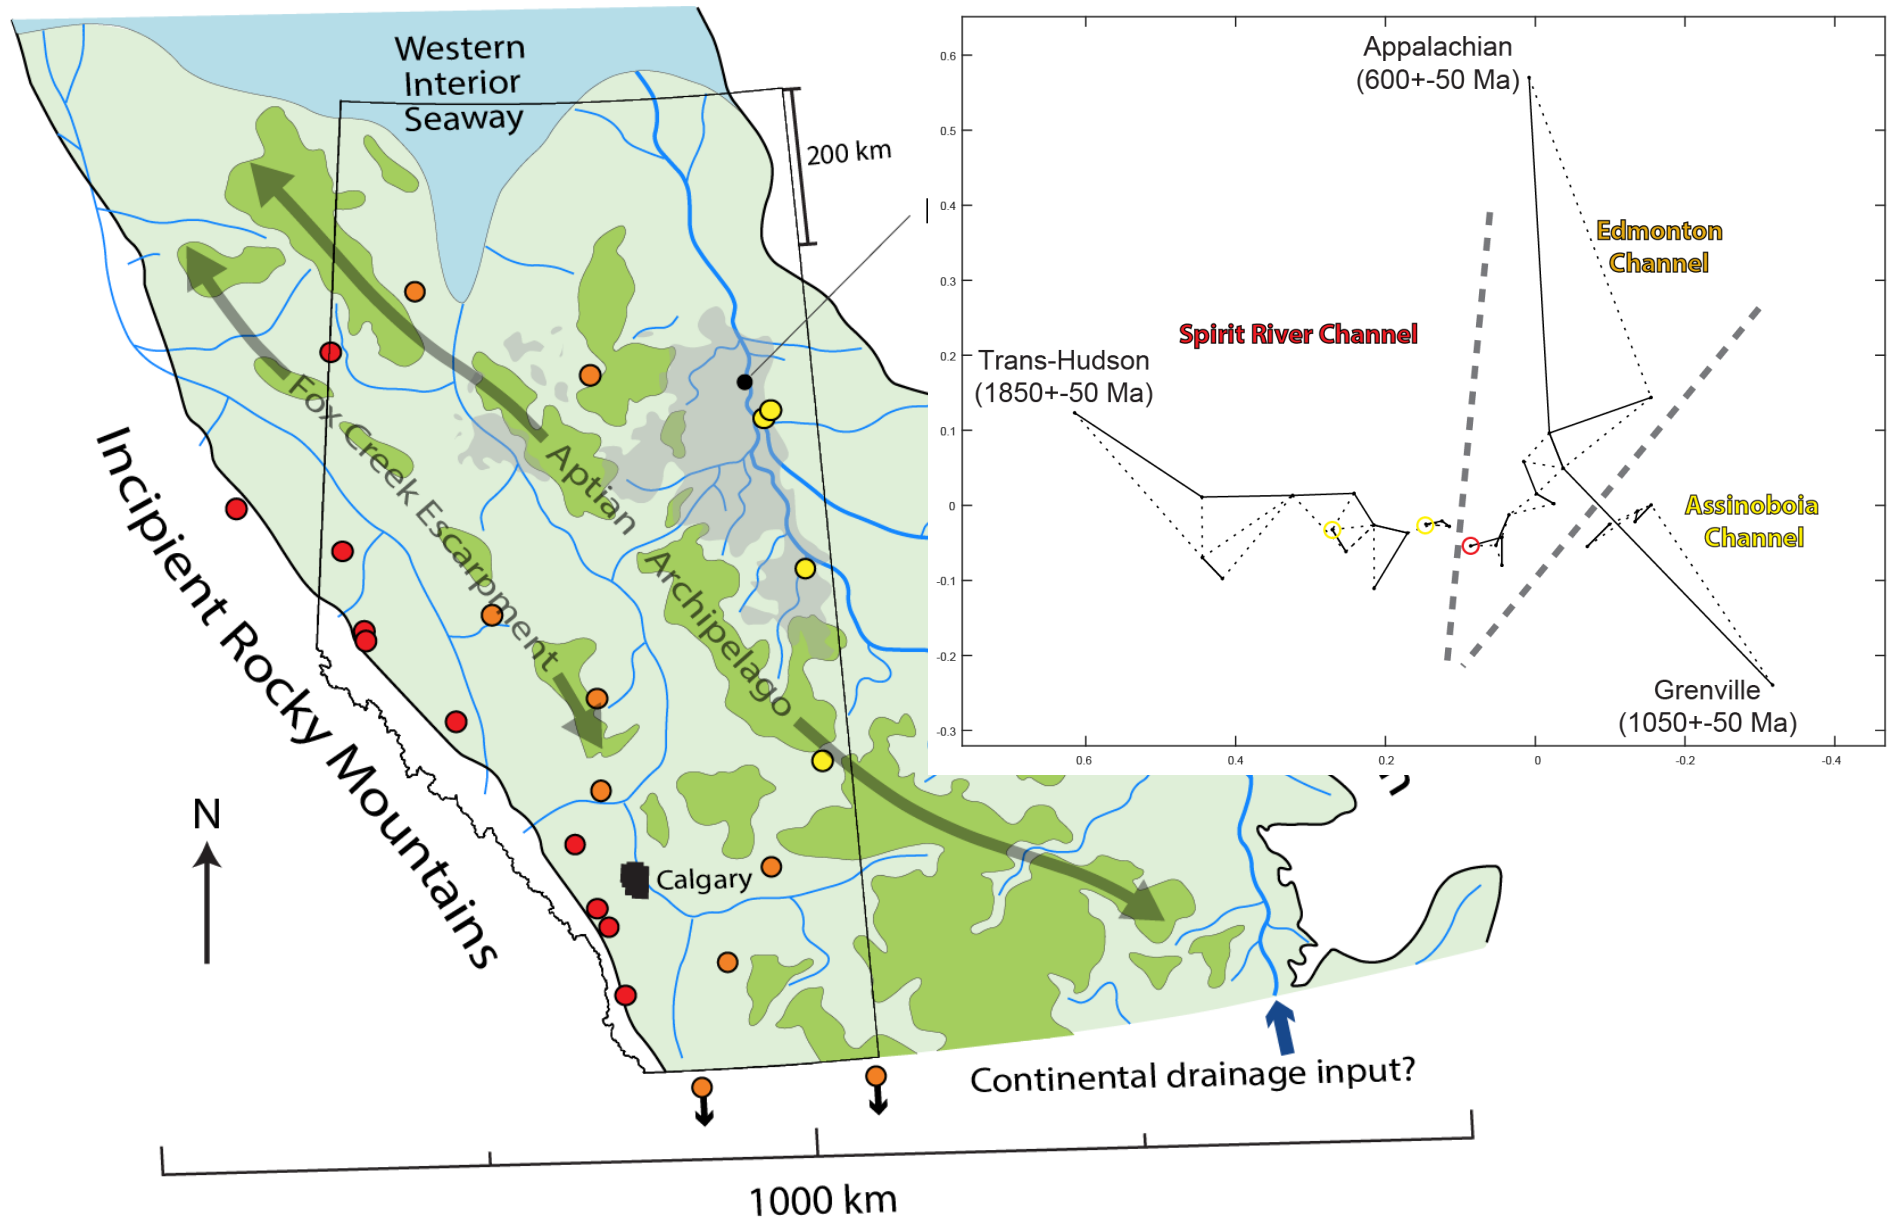 Western
Interior
Seaway
200 km
Fox Creek Escarpment
Aptian
Archipelago
Incipient Rocky Mountains
N
Calgary
Continental drainage input?
1000 km
Appalachian
(600+-50 Ma)
Edmonton
Channel
Spirit River Channel
Trans-Hudson
(1850+-50 Ma)
Assinoboia
Channel
Grenville
(1050+-50 Ma)
0.6
0.5
0.4
0.3
0.2
0.1
0
-0.1
-0.2
-0.3
0.6
0.4
0.2
0
-0.2
-0.4